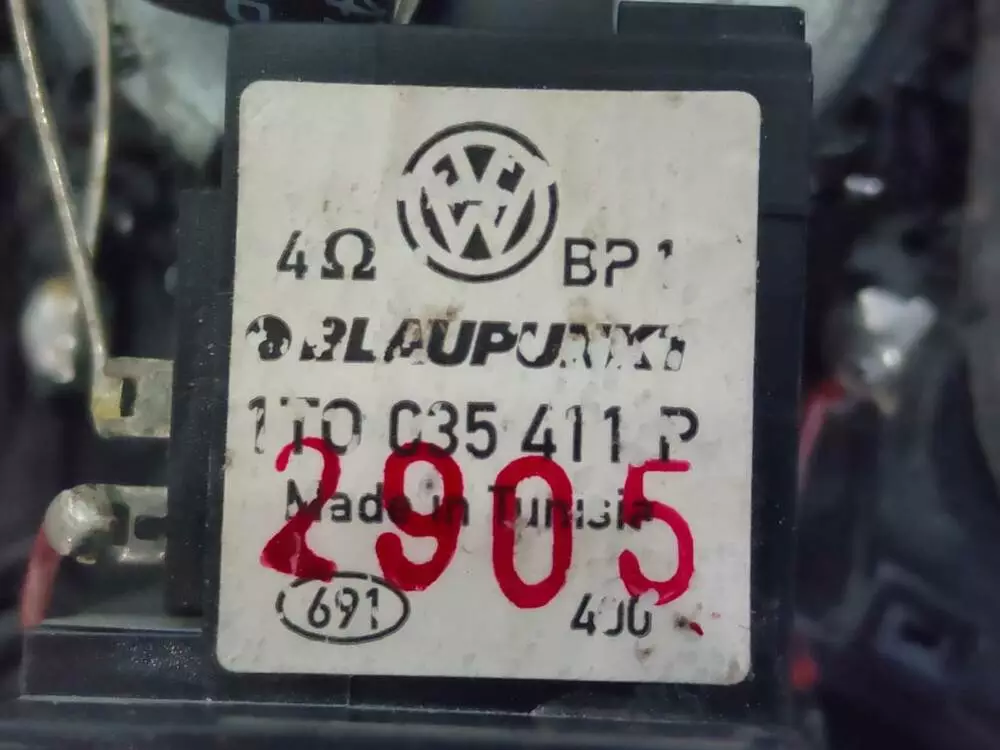 4Ω BP 1
BLAUPUNKT
1T0 035 411 P
Made in Tunisia
2905
691 400